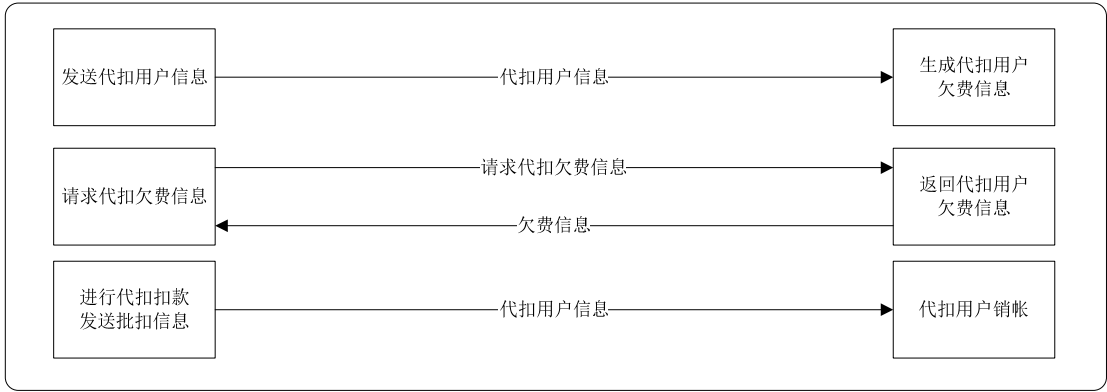 发送代扣用户信息
代扣用户信息
生成代扣用户
欠费信息
请求代扣欠费信息
请求代扣欠费信息
欠费信息
返回代扣用户
欠费信息
进行代扣扣款
发送批扣信息
代扣用户信息
代扣用户销帐